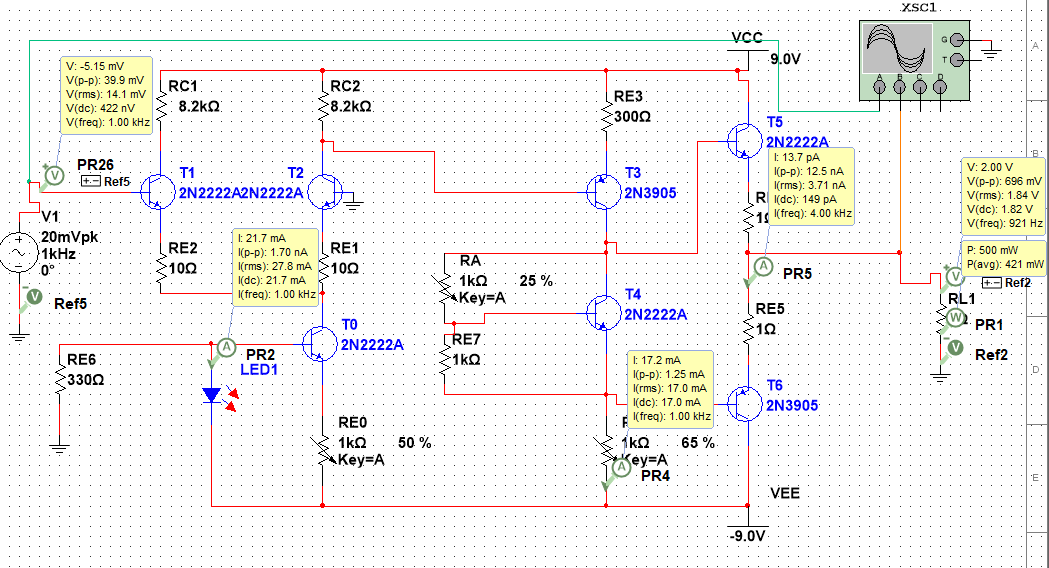 XSC1
G
T
A
B
C
D
A
B
D
E
VCC
9.0V
V: -5.15 mV
V(p-p): 39.9 mV
V(rms): 14.1 mV
V(dc): 422 nV
V(freq): 1.00 kHz
RC1
8.2kΩ
RC2
8.2kΩ
RE3
300Ω
T5
2N2222A
V
PR26
Ref5
T1
2N2222A
T2
2N2222A
T3
2N3905
I: 13.7 pA
I(p-p): 12.5 nA
I(rms): 3.71 nA
I(dc): 149 pA
I(freq): 4.00 kHz
V: 2.00 V
V(p-p): 696 mV
V(rms): 1.84 V
V(dc): 1.82 V
V(freq): 921 Hz
P: 500 mW
P(avg): 421 mW
V1
20mVpk
1kHz
0°
V
Ref5
RE2
10Ω
I: 21.7 mA
I(p-p): 1.70 nA
I(rms): 27.8 mA
I(dc): 21.7 mA
I(freq): 1.00 kHz
RE1
10Ω
RA
1kΩ
Key=A
25 %
A
PR5
V
Ref2
RL1
W
PR1
V
Ref2
T4
2N2222A
RE5
1Ω
T0
2N2222A
A
PR2
LED1
RE7
1kΩ
RE6
330Ω
I: 17.2 mA
I(p-p): 1.25 mA
I(rms): 17.0 mA
I(dc): 17.0 mA
I(freq): 1.00 kHz
T6
2N3905
RE0
1kΩ
Key=A
50 %
1kΩ
Key=A
65 %
A
PR4
VEE
-9.0V